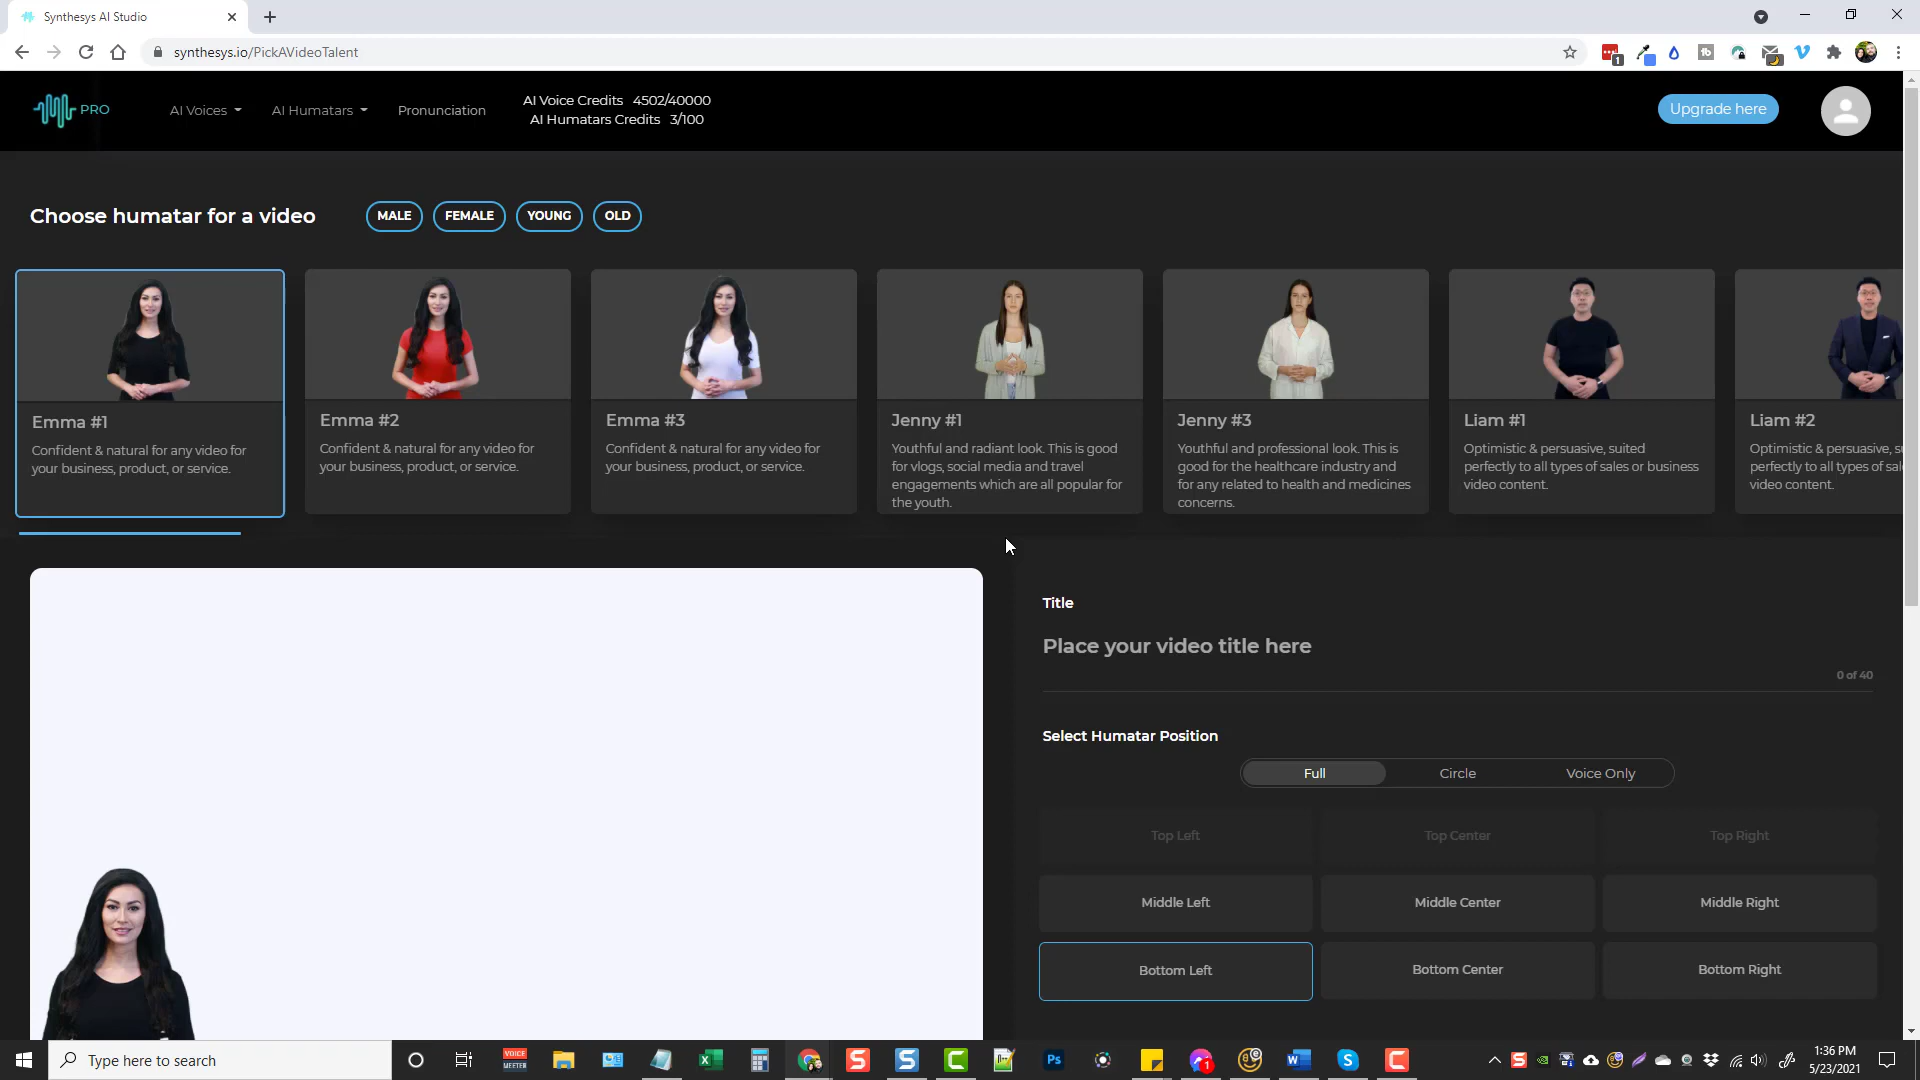 Synthesys AI Studio
synthesys.io/PickAVideoTalent
1
PRO
AI Voices
AI Humatars
Pronunciation
AI Voice Credits 4502/40000
AI Humatars Credits 3/100
Upgrade here
Choose humatar for a video
MALE
FEMALE
YOUNG
OLD
Emma #1
Confident & natural for any video for
your business, product, or service.
Emma #2
Confident & natural for any video for
your business, product, or service.
Emma #3
Confident & natural for any video for
your business, product, or service.
Jenny #1
Youthful and radiant look. This is good
for vlogs, social media and travel
engagements which are all popular for
the youth.
Jenny #3
Youthful and professional look. This is
good for the healthcare industry and
for any related to health and medicines
concerns.
Liam #1
Optimistic & persuasive, suited
perfectly to all types of sales or business
video content.
Liam #2
Optimistic & persuasive, s
perfectly to all types of sal
video content.
Title
Place your video title here
0 of 40
Select Humatar Position
Full
Circle
Voice Only
Top Left
Top Center
Top Right
Middle Left
Middle Center
Middle Right
Bottom Left
Bottom Center
Bottom Right
Type here to search
VOICE
MEETER
Ps
1
1:36 PM
5/23/2021